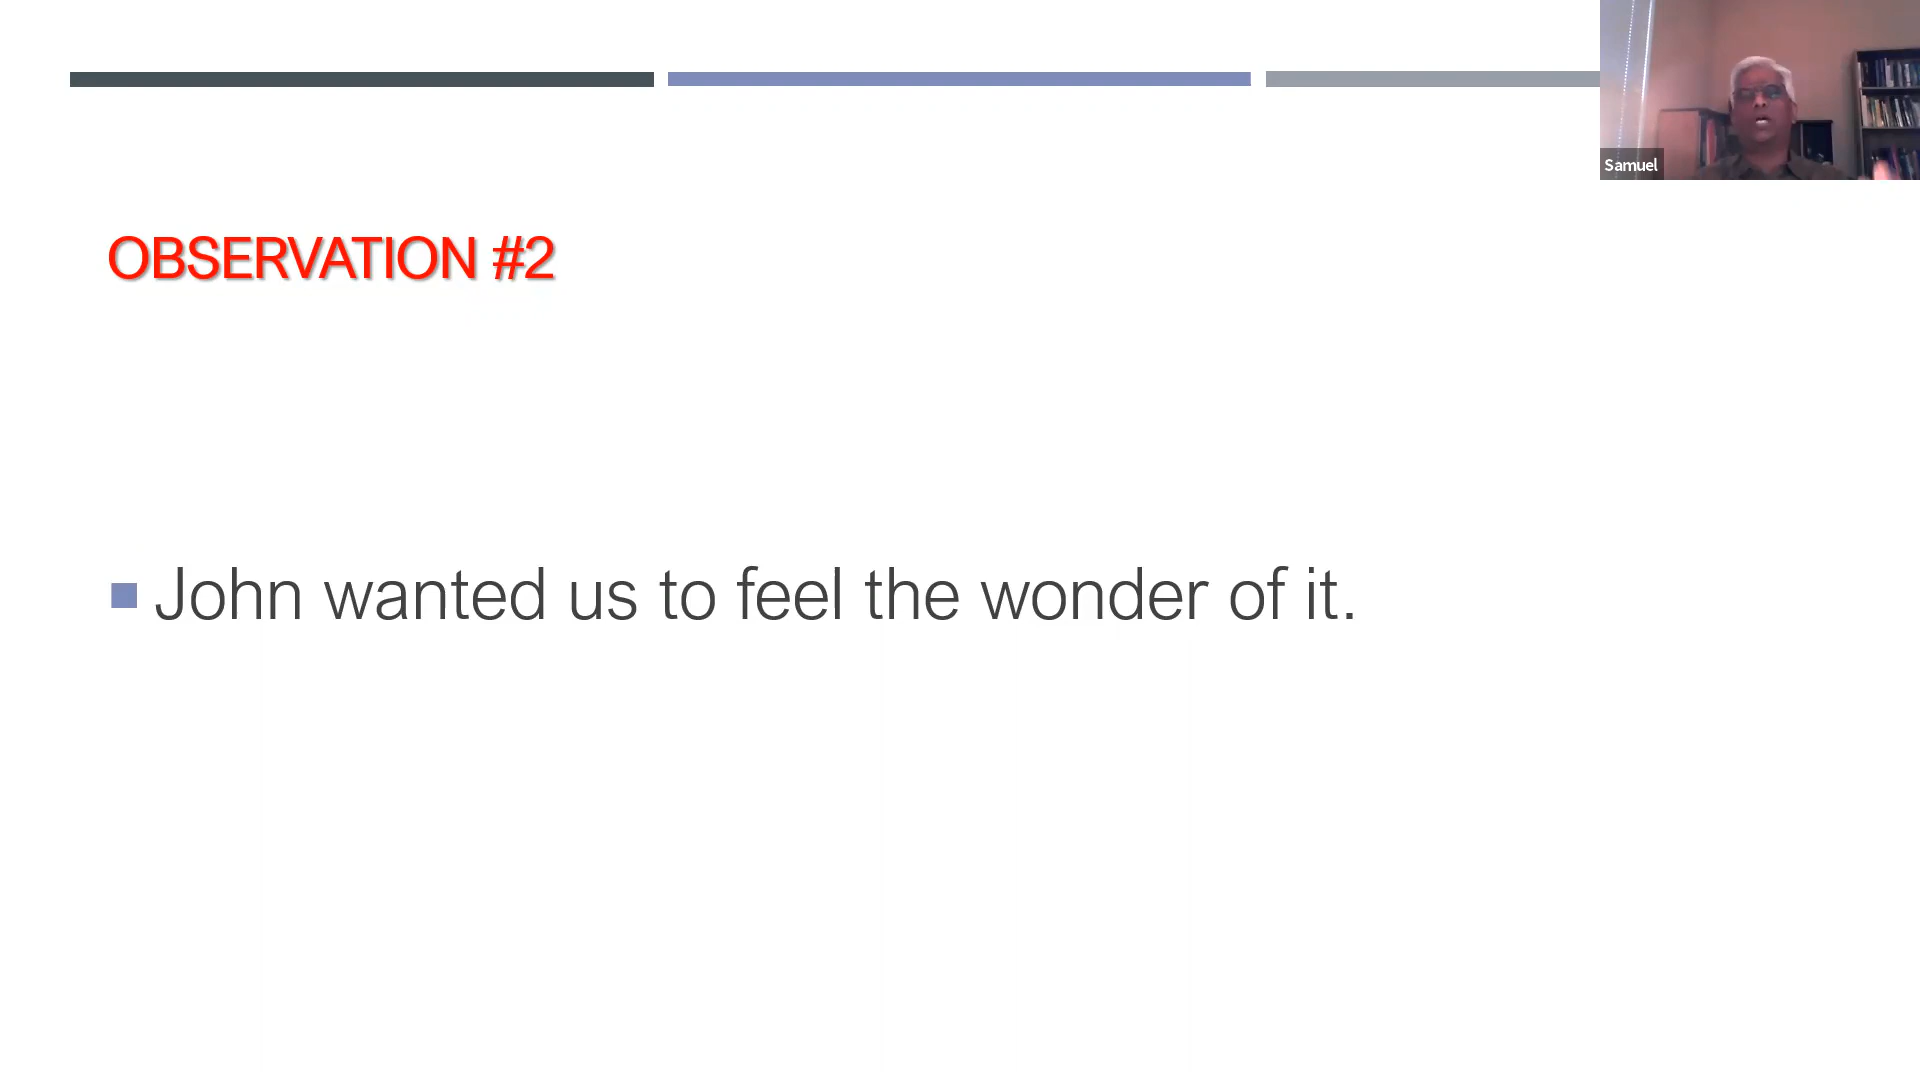 Samuel
OBSERVATION #2
John wanted us to feel the wonder of it.